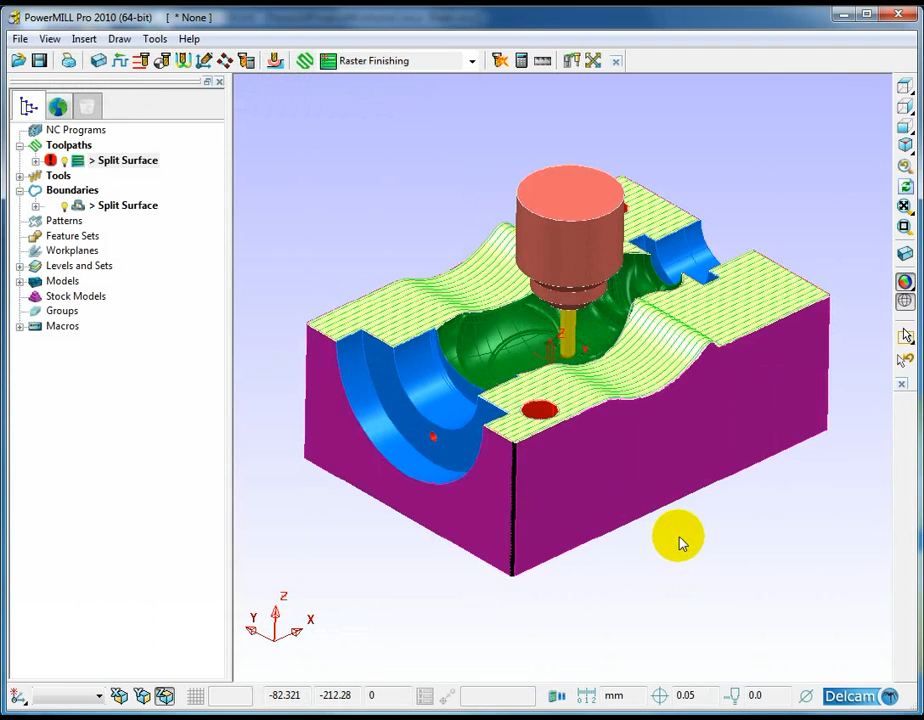 PowerMILL Pro 2010 (64-bit) [ * None ]
File View Insert Draw Tools Help
Raster Finishing
NC Programs
Toolpaths
> Split Surface
Tools
Boundaries
> Split Surface
Patterns
Feature Sets
Workplanes
Levels and Sets
Models
Stock Models
Groups
Macros
Z
Z
Y
X
-82.321 -212.28 0 mm 0.05 0.0 Delcam